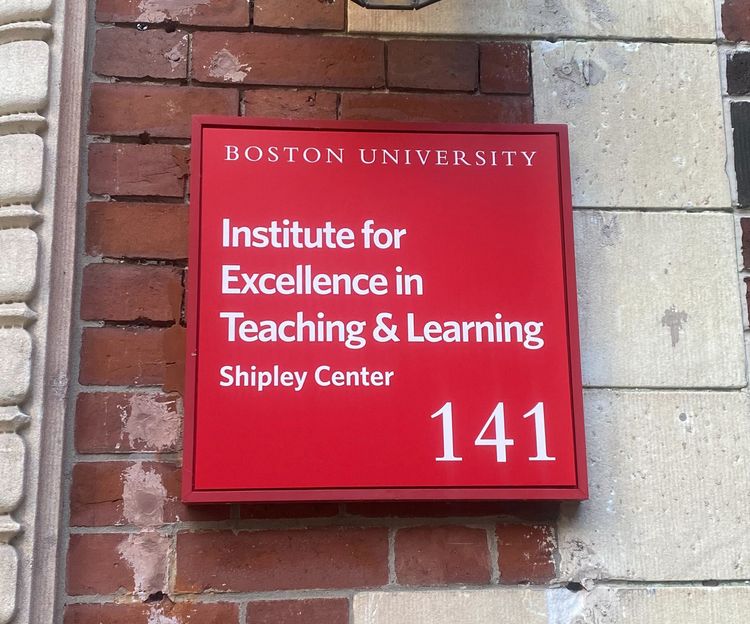 BOSTON UNIVERSITY
Institute for
Excellence in
Teaching & Learning
Shipley Center
141